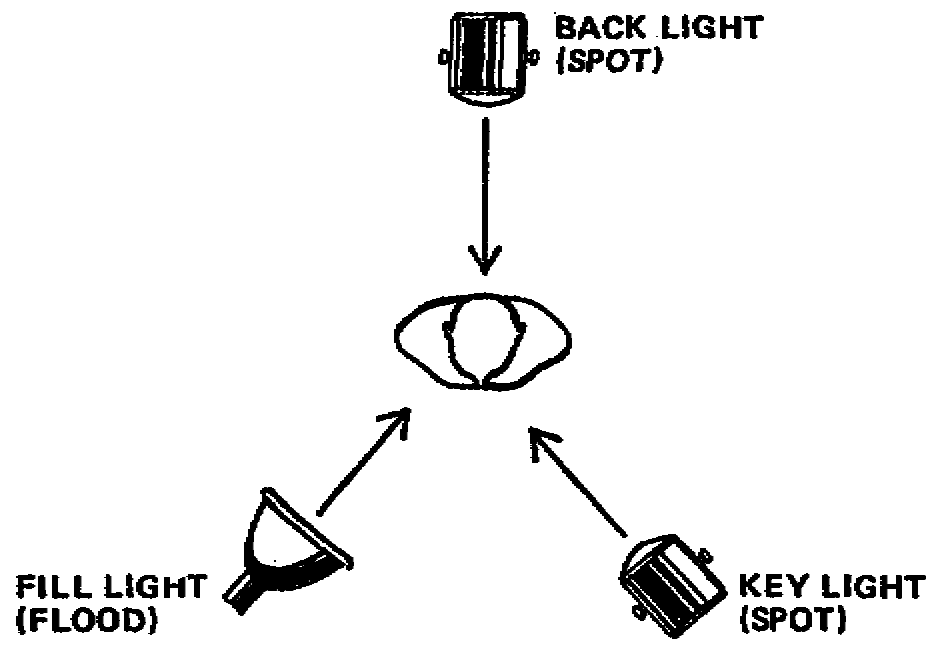 BACK LIGHT
(SPOT)
FILL LIGHT
(FLOOD)
KEY LIGHT
(SPOT)